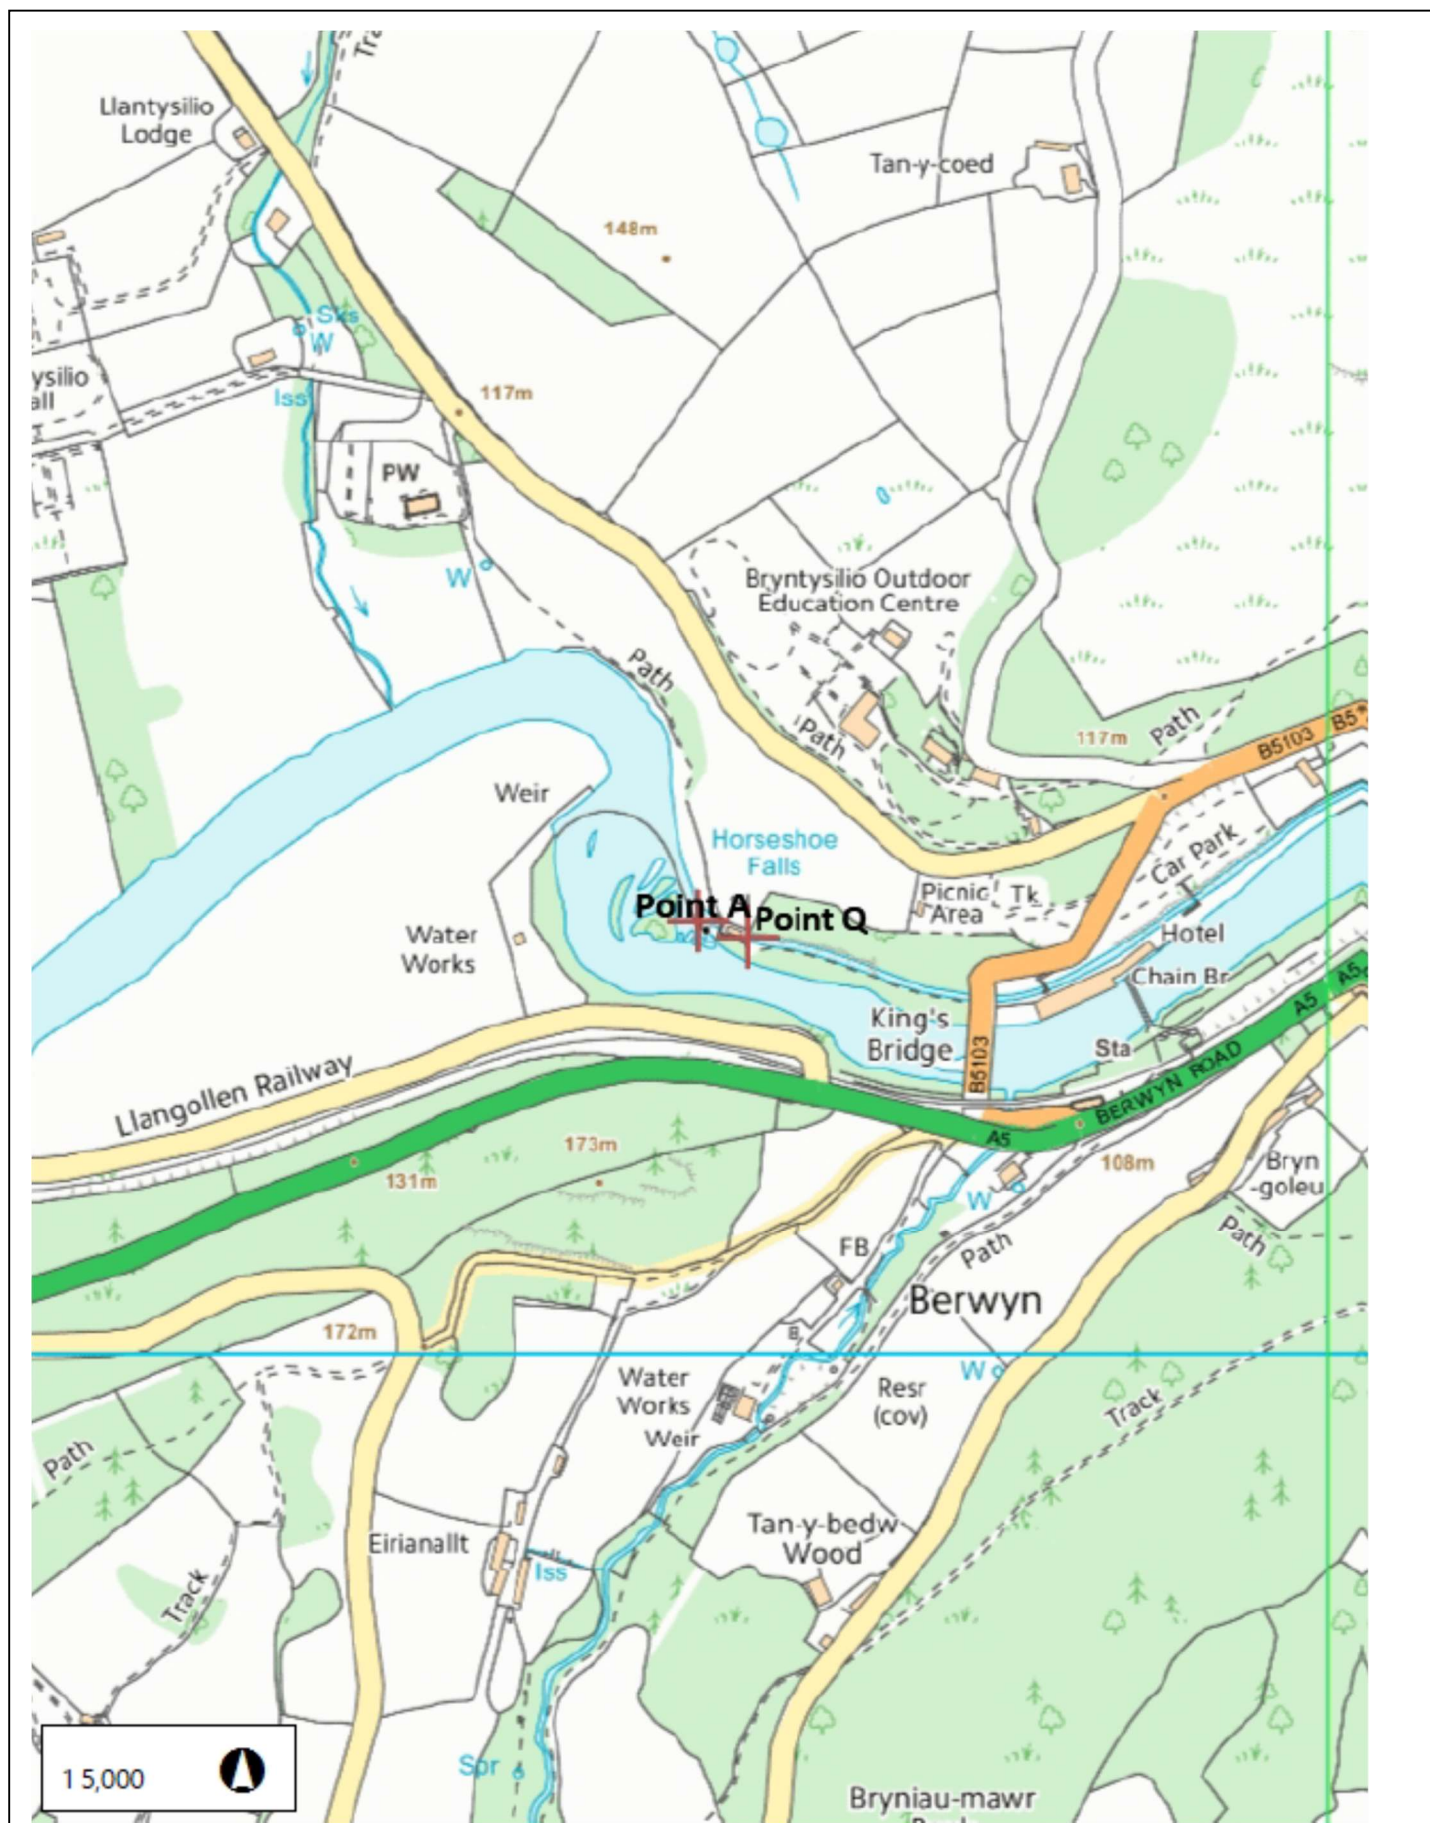 Tra
Llantysilio
Lodge
Tan-y-coed
148m
Sks
W
ysilio
all
Iss
117m
PW
W
Bryntysilio Outdoor
Education Centre
Path
Path
117m
Path
B5103
Weir
Horseshoe
Falls
Car Park
Picnic
Area
Tk
Point A
Point Q
Water
Works
Hotel
Chain Br
King's
Bridge
B5103
Sta
A5
A5
Llangollen Railway
BERWYN ROAD
A5
173m
131m
108m
Bryn
-goleu
W
Path
Path
FB
Berwyn
172m
Water
Works
Weir
Resr
(cov)
W
Track
Path
Eirianallt
Iss
Tan-y-bedw
Wood
Track
Spr
1 5,000
Bryniau-mawr